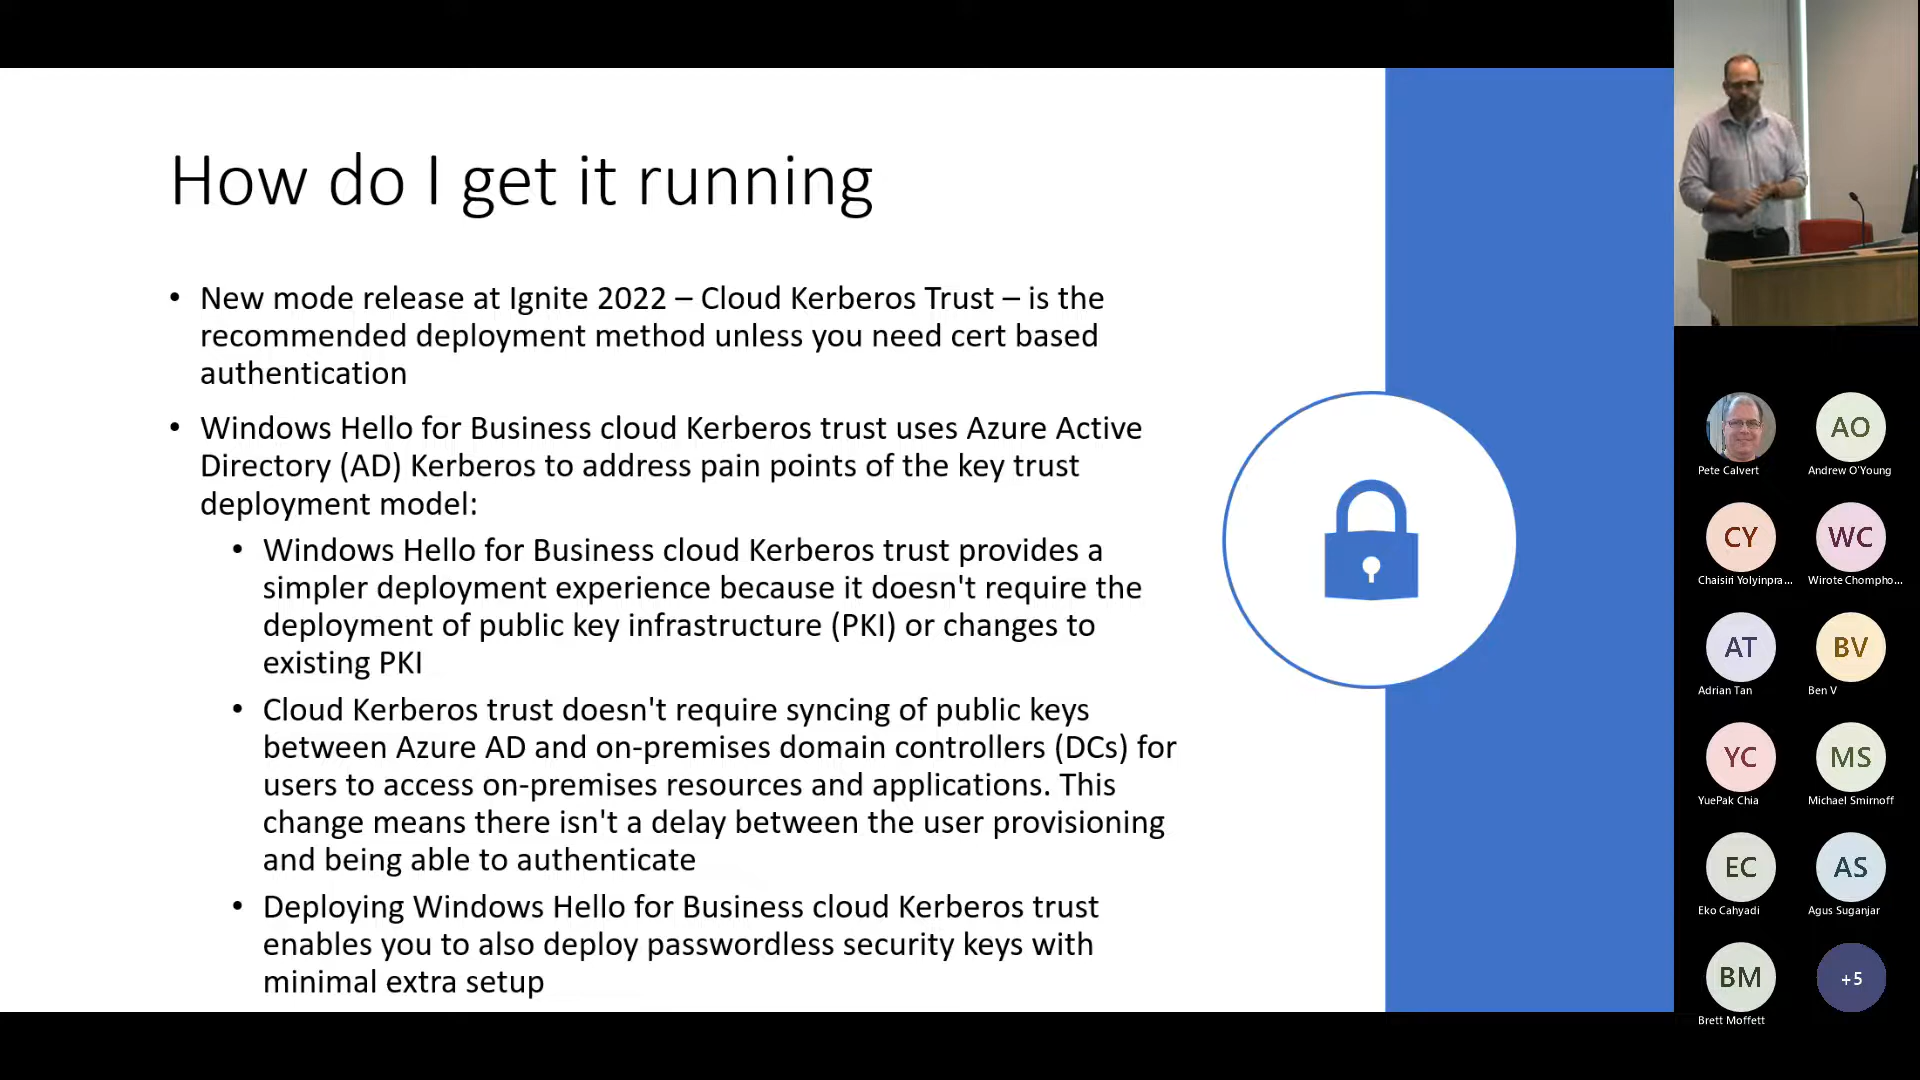 How do I get it running
• New mode release at Ignite 2022 – Cloud Kerberos Trust – is the
recommended deployment method unless you need cert based
authentication
• Windows Hello for Business cloud Kerberos trust uses Azure Active
Directory (AD) Kerberos to address pain points of the key trust
deployment model:
• Windows Hello for Business cloud Kerberos trust provides a
simpler deployment experience because it doesn't require the
deployment of public key infrastructure (PKI) or changes to
existing PKI
• Cloud Kerberos trust doesn't require syncing of public keys
between Azure AD and on-premises domain controllers (DCs) for
users to access on-premises resources and applications. This
change means there isn't a delay between the user provisioning
and being able to authenticate
• Deploying Windows Hello for Business cloud Kerberos trust
enables you to also deploy passwordless security keys with
minimal extra setup
AO
Pete Calvert
Andrew O'Young
CY
WC
Chaisiri Yolyinpra...
Wirote Chompho...
AT
BV
Adrian Tan
Ben V
YC
MS
YuePak Chia
Michael Smirnoff
EC
AS
Eko Cahyadi
Agus Suganjar
BM
+5
Brett Moffett